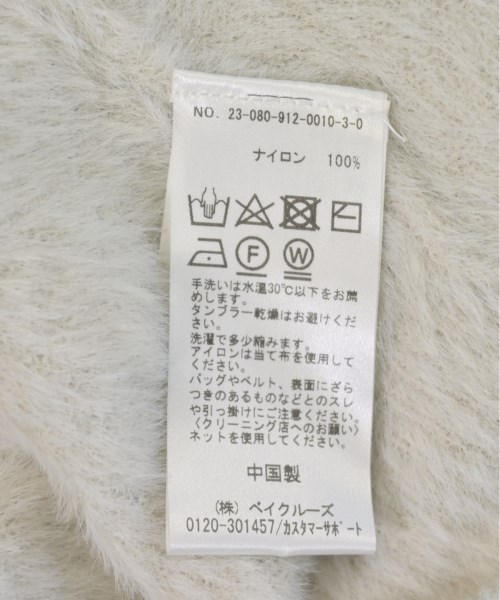 NO. 23-080-912-0010-3-0
ナイロン 100%
F W
手洗いは水温30℃以下をお薦
めします。
タンブラー乾燥はお避けくだ
さい。
洗濯で多少縮みます。
アイロンは当て布を使用して
ください。
バッグやベルト、表面にざら
つきのあるものなどとのスレ
や引っ掛けにご注意ください。
〈クリーニング店へのお願い〉
ネットを使用してください。
中国製
(株) ベイクルーズ
0120-301457/カスタマーサポート